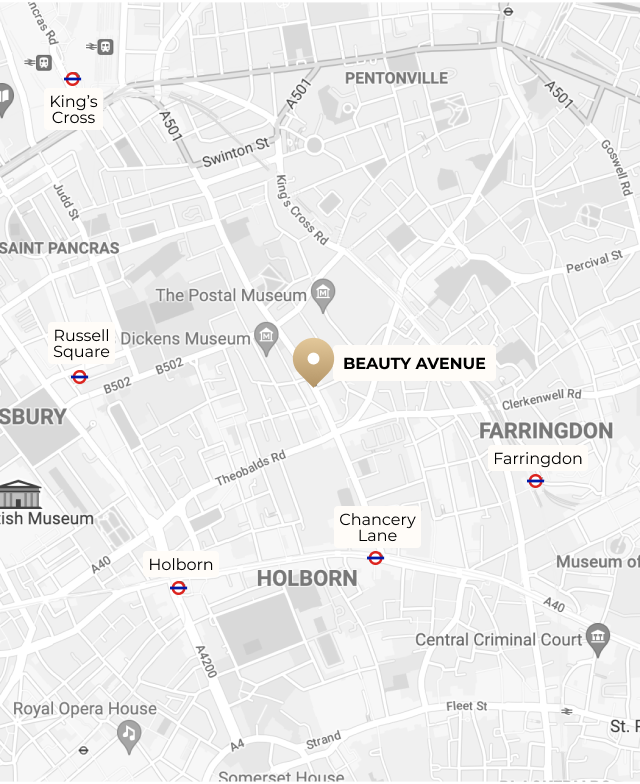 ncras Rd
King's
Cross
A501
A501
PENTONVILLE
A501
Goswell Rd
Swinton St
Judd St
King's Cross Rd
SAINT PANCRAS
Percival St
The Postal Museum
Russell
Square
Dickens Museum
BEAUTY AVENUE
B502
B502
Clerkenwell Rd
SBURY
FARRINGDON
Farringdon
Theobalds Rd
ish Museum
Chancery
Lane
A40
Holborn
HOLBORN
Museum of
A40
Central Criminal Court
A4200
Royal Opera House
Fleet St
St. P
A4
Strand
Somerset House